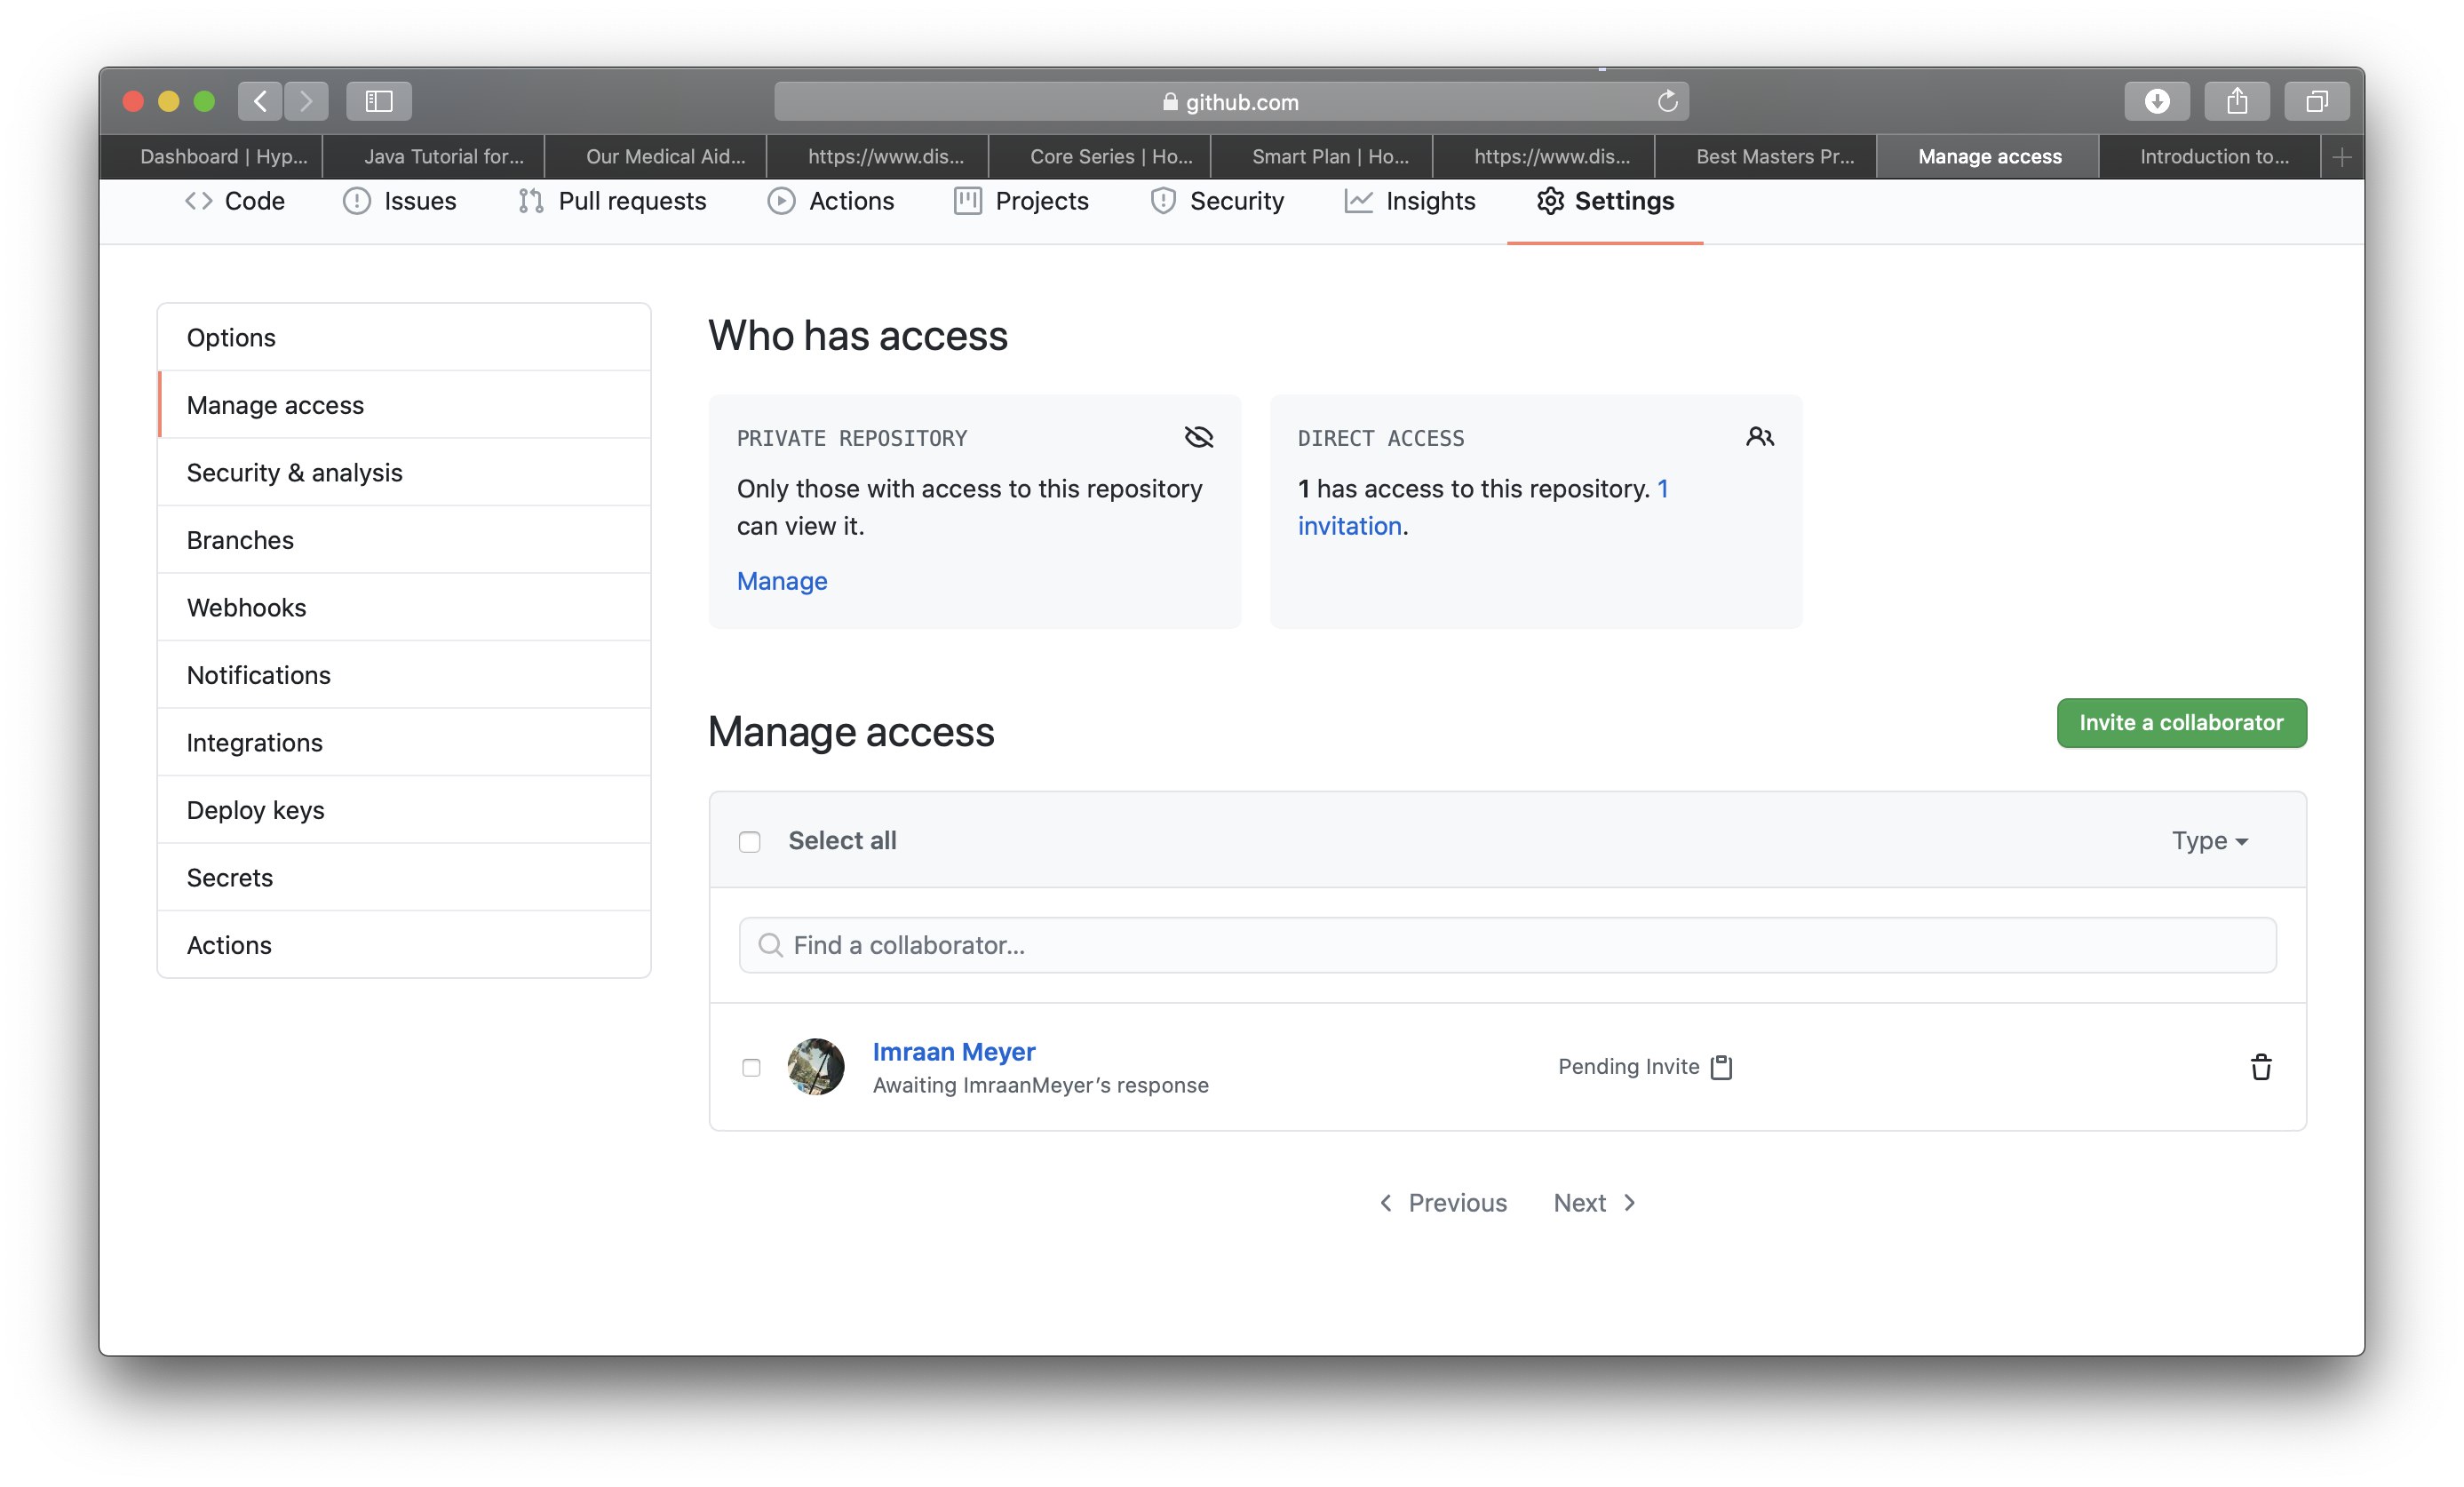 github.com
Dashboard | Hyp... Java Tutorial for... Our Medical Aid... https://www.dis... Core Series | Ho... Smart Plan | Ho... https://www.dis... Best Masters Pr... Manage access Introduction to...
Code Issues Pull requests Actions Projects Security Insights Settings
Options
Manage access
Security & analysis
Branches
Webhooks
Notifications
Integrations
Deploy keys
Secrets
Actions
Who has access
PRIVATE REPOSITORY
Only those with access to this repository
can view it.
Manage
DIRECT ACCESS
1 has access to this repository. 1
invitation.
Manage access
Invite a collaborator
Select all Type
Find a collaborator...
Imraan Meyer
Awaiting ImraanMeyer’s response
Pending Invite
Previous Next